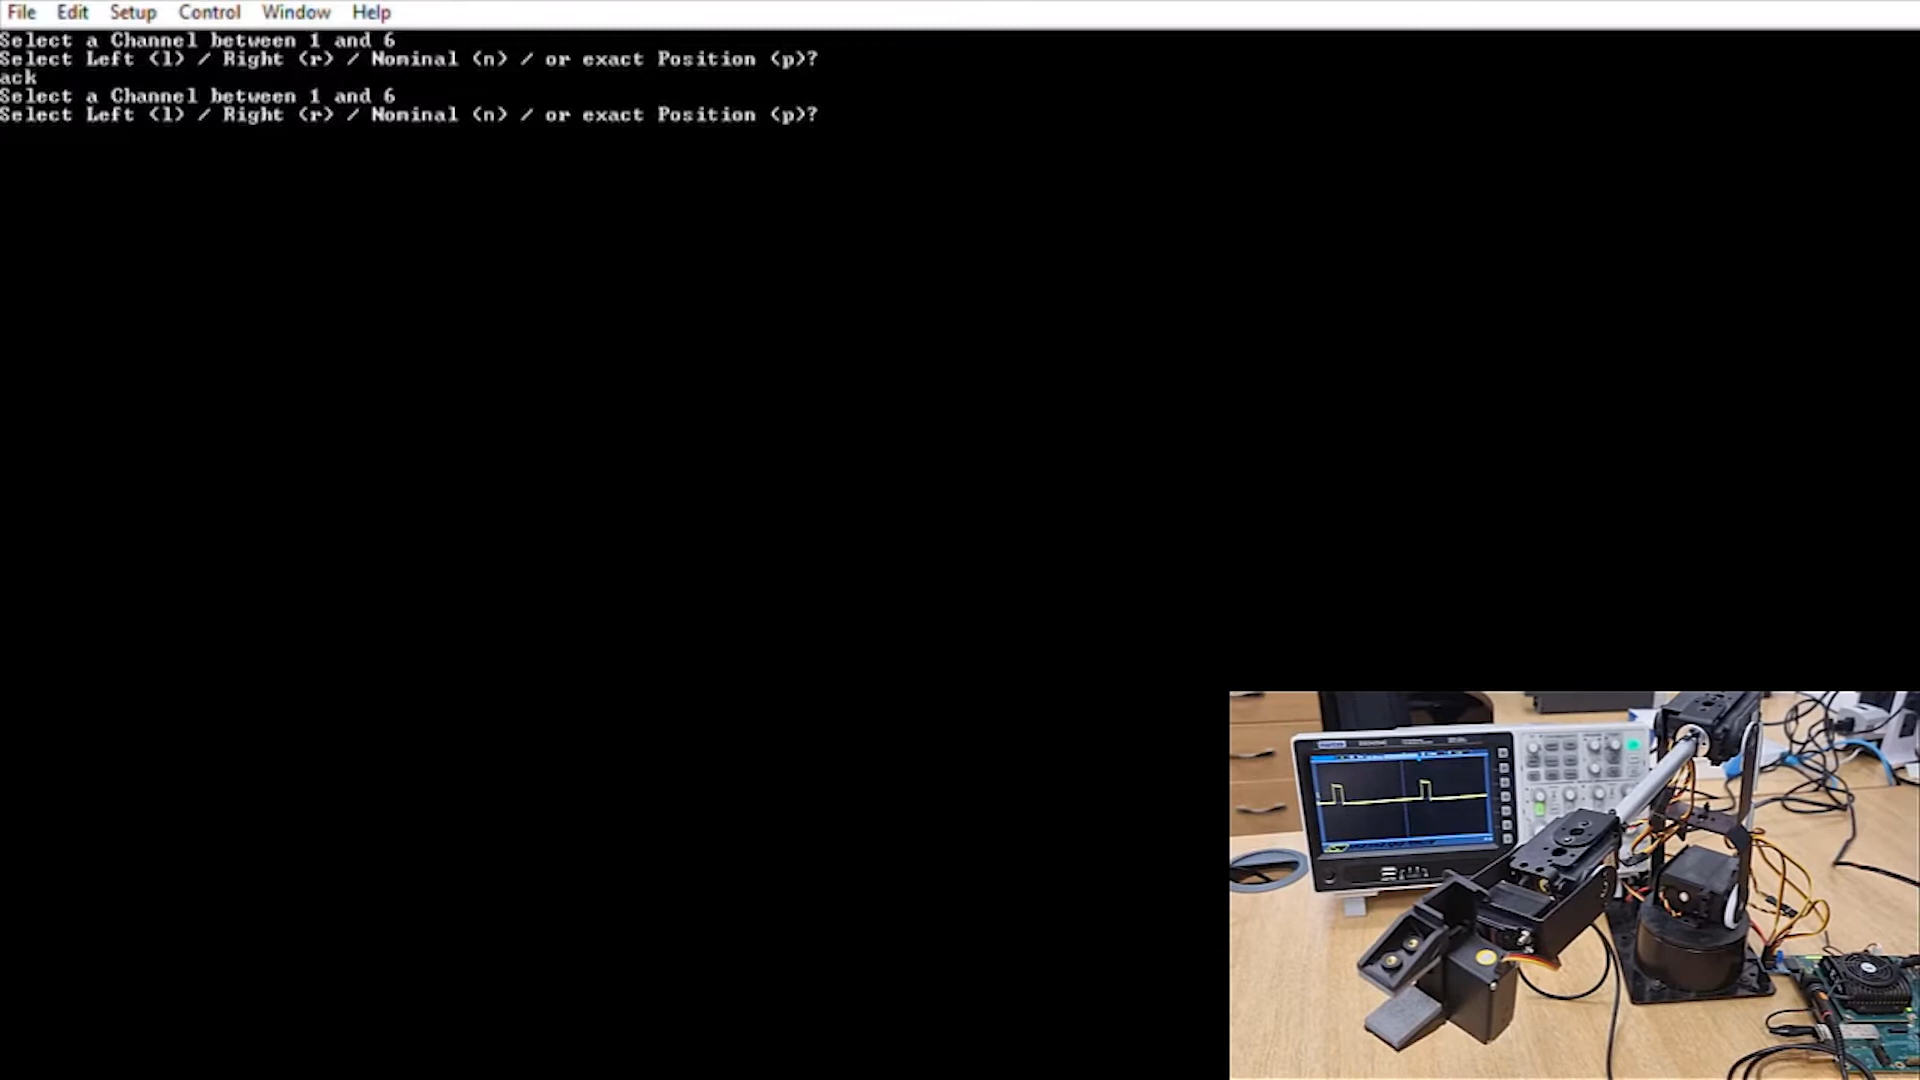 File Edit Setup Control Window Help
Select a Channel between 1 and 6
Select Left (l) / Right (r) / Nominal (n) / or exact Position (p)?
ack
Select a Channel between 1 and 6
Select Left (l) / Right (r) / Nominal (n) / or exact Position (p)?